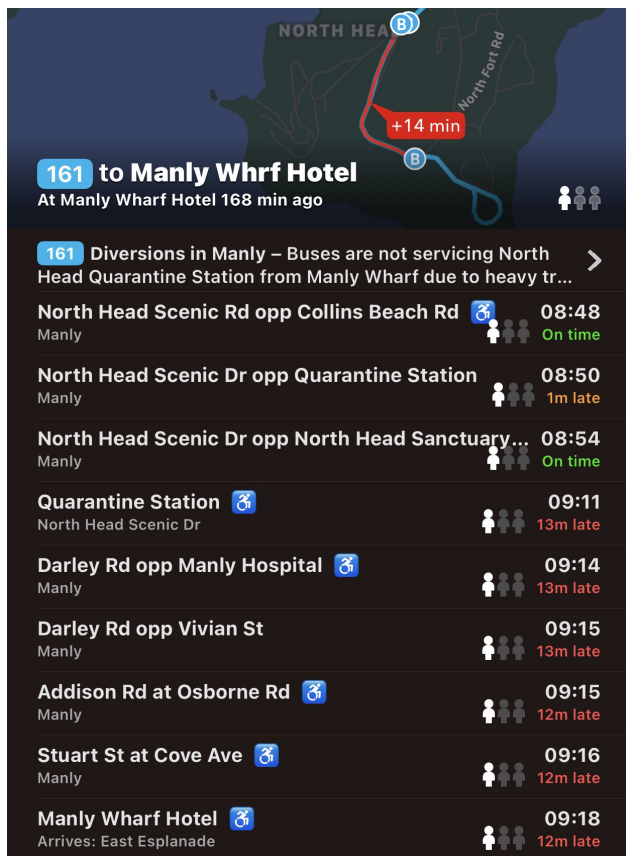 NORTH HEA
B
North Fort Rd
+14 min
B
161 to Manly Whrf Hotel
At Manly Wharf Hotel 168 min ago
161 Diversions in Manly – Buses are not servicing North
Head Quarantine Station from Manly Wharf due to heavy tr...
North Head Scenic Rd opp Collins Beach Rd 08:48
Manly On time
North Head Scenic Dr opp Quarantine Station 08:50
Manly 1m late
North Head Scenic Dr opp North Head Sanctuary... 08:54
Manly On time
Quarantine Station 09:11
North Head Scenic Dr 13m late
Darley Rd opp Manly Hospital 09:14
Manly 13m late
Darley Rd opp Vivian St 09:15
Manly 13m late
Addison Rd at Osborne Rd 09:15
Manly 12m late
Stuart St at Cove Ave 09:16
Manly 12m late
Manly Wharf Hotel 09:18
Arrives: East Esplanade 12m late